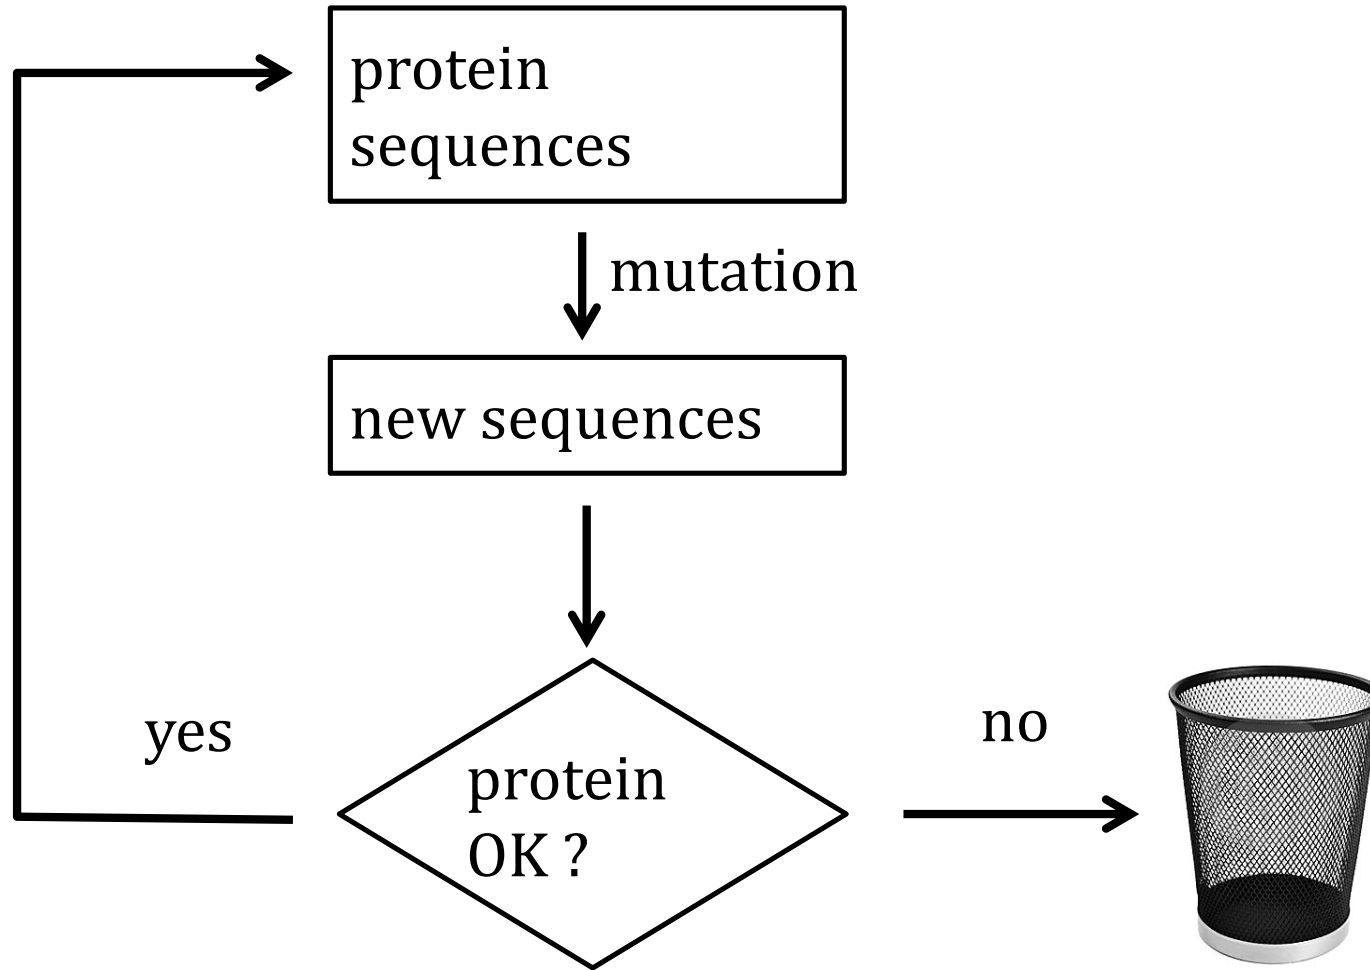 protein
sequences
mutation
new sequences
yes
no
protein
OK ?